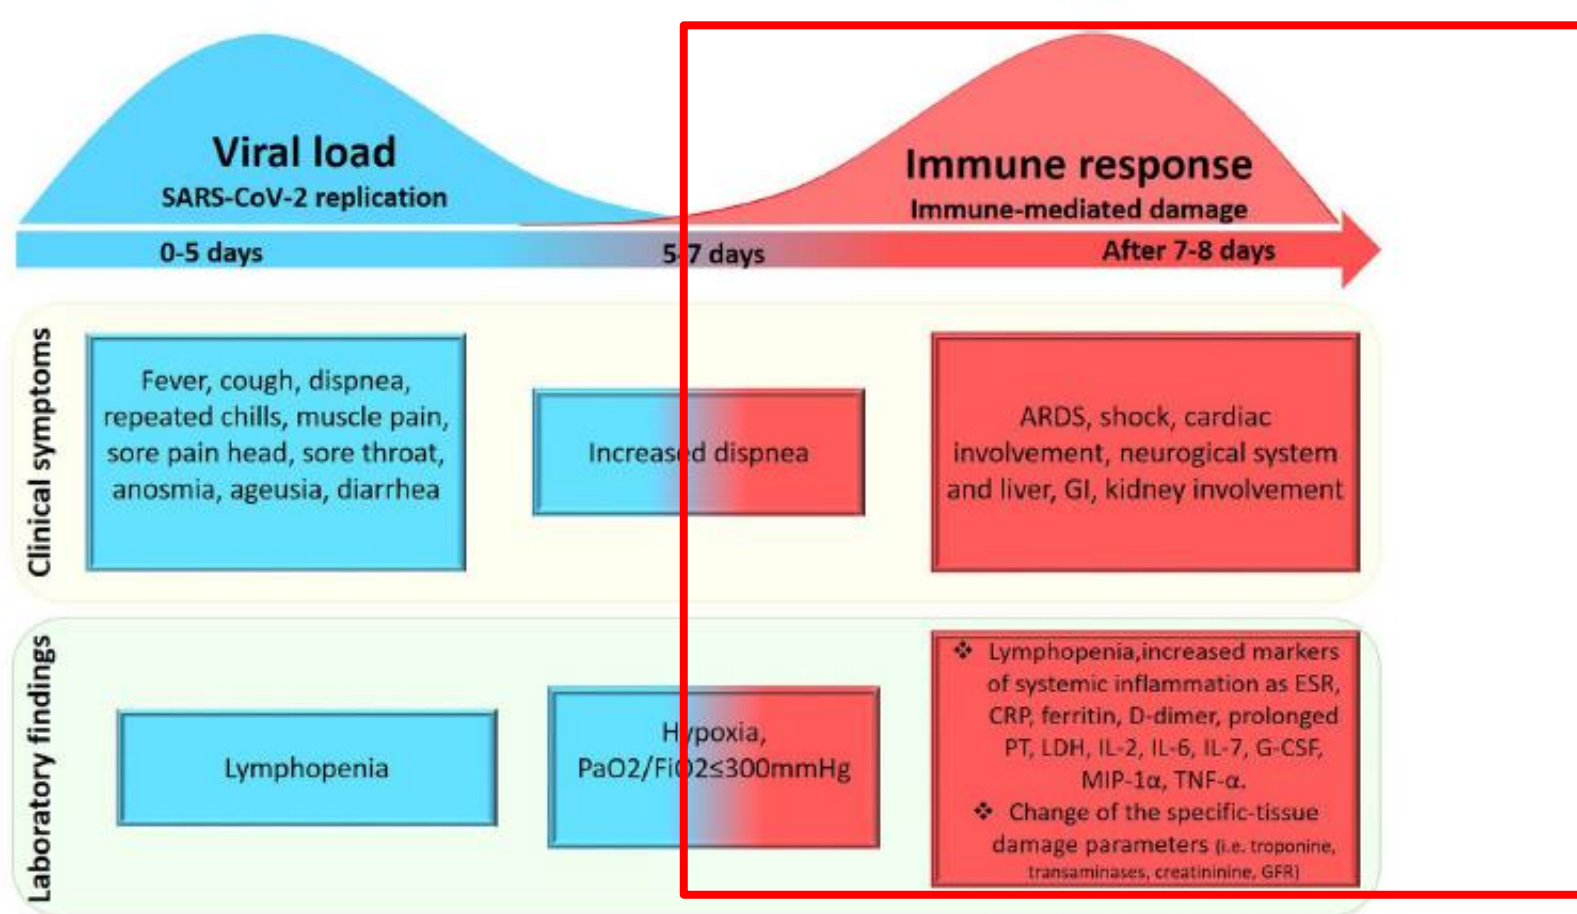 Viral load
SARS-CoV-2 replication
Immune response
Immune-mediated damage
0-5 days
5-7 days
After 7-8 days
Clinical symptoms
Fever, cough, dispnea,
repeated chills, muscle pain,
sore pain head, sore throat,
anosmia, ageusia, diarrhea
Increased dispnea
ARDS, shock, cardiac
involvement, neurogical system
and liver, GI, kidney involvement
Laboratory findings
Lymphopenia
Hypoxia,
PaO2/FiO2≤300mmHg
❖ Lymphopenia,increased markers
of systemic inflammation as ESR,
CRP, ferritin, D-dimer, prolonged
PT, LDH, IL-2, IL-6, IL-7, G-CSF,
MIP-1α, TNF-α.
❖ Change of the specific-tissue
damage parameters (i.e. troponine,
transaminases, creatininine, GFR)